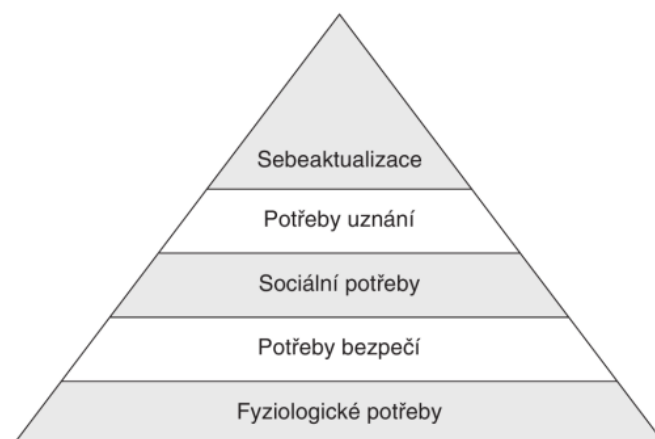 Sebeaktualizace
Potřeby uznání
Sociální potřeby
Potřeby bezpečí
Fyziologické potřeby